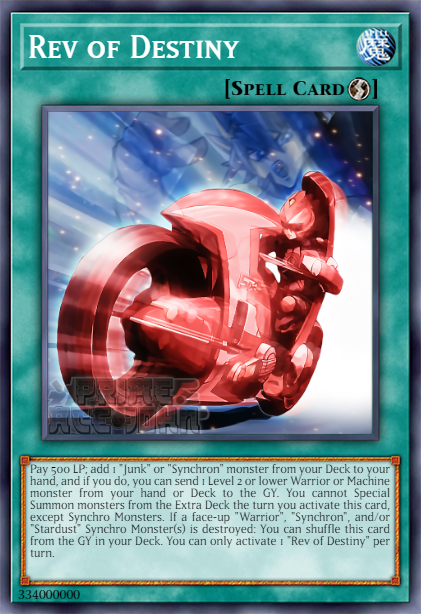 Rev of Destiny
魔
[Spell Card]
Pay 500 LP; add 1 "Junk" or "Synchron" monster from your Deck to your
hand, and if you do, you can send 1 Level 2 or lower Warrior or Machine
monster from your hand or Deck to the GY. You cannot Special
Summon monsters from the Extra Deck the turn you activate this card,
except Synchro Monsters. If a face-up "Warrior", "Synchron", and/or
"Stardust" Synchro Monster(s) is destroyed: You can shuffle this card
from the GY in your Deck. You can only activate 1 "Rev of Destiny" per
turn.
334000000